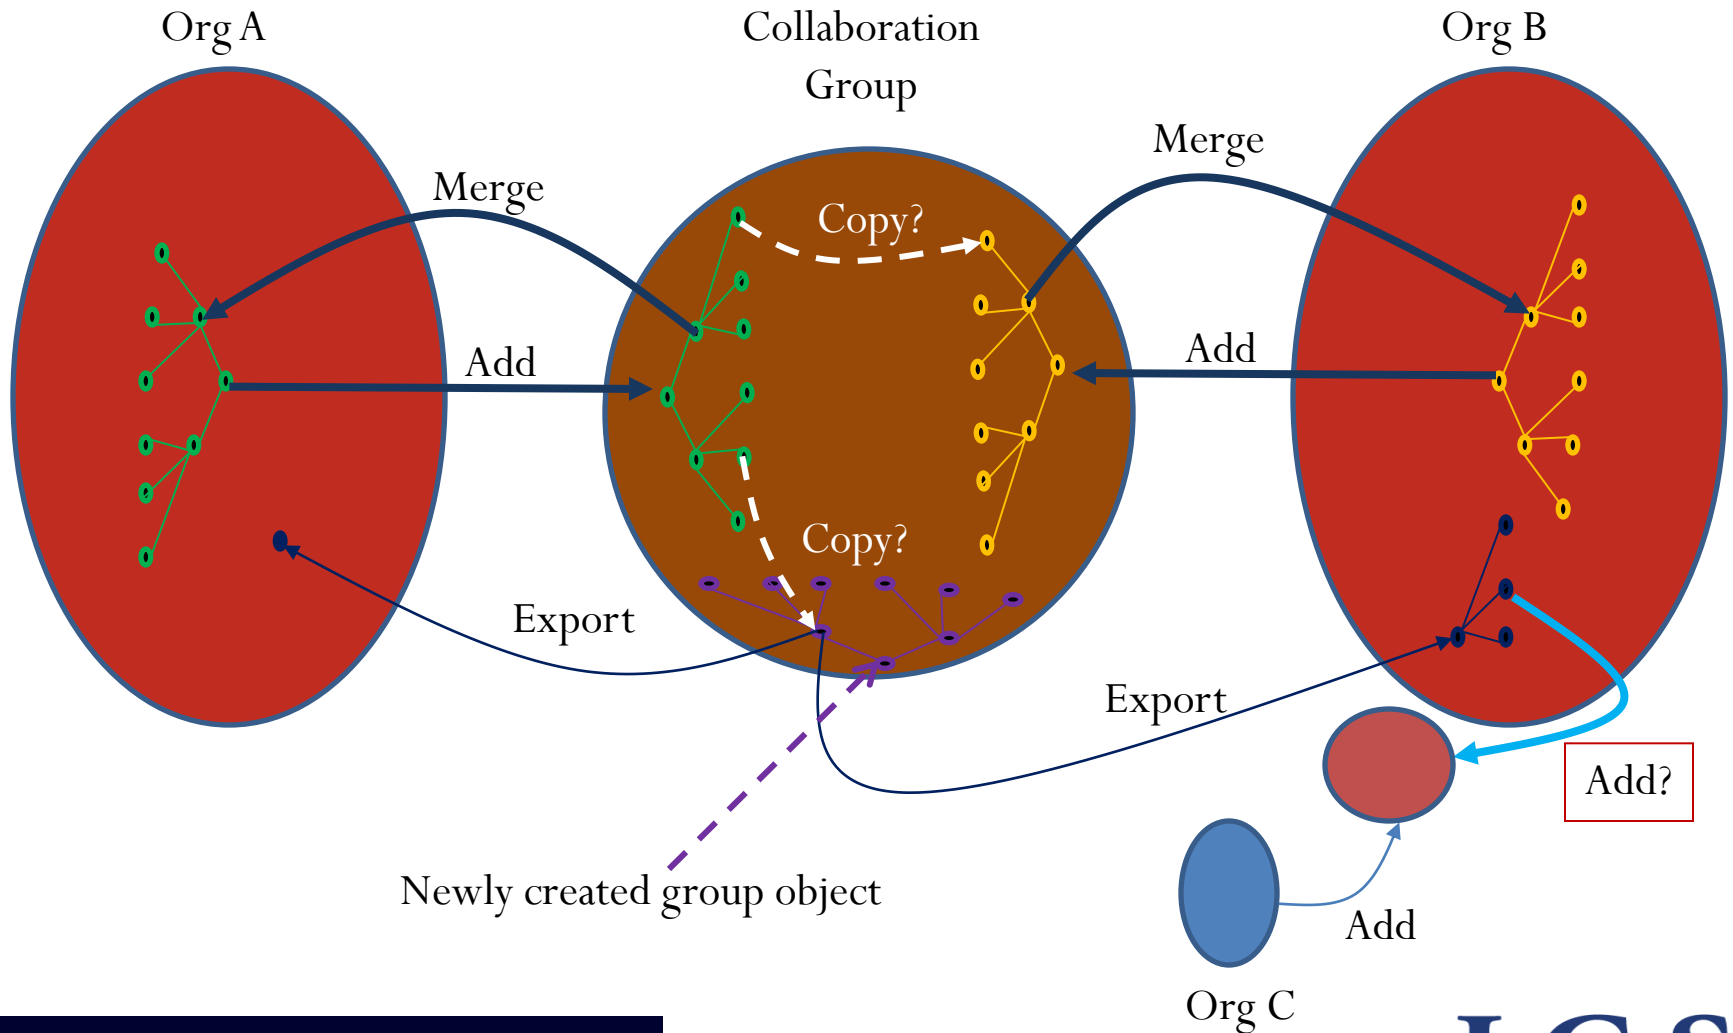 Org A
Collaboration
Group
Org B
Merge
Merge
Copy?
Add
Add
Copy?
Export
Export
Add?
Newly created group object
Add
Org C